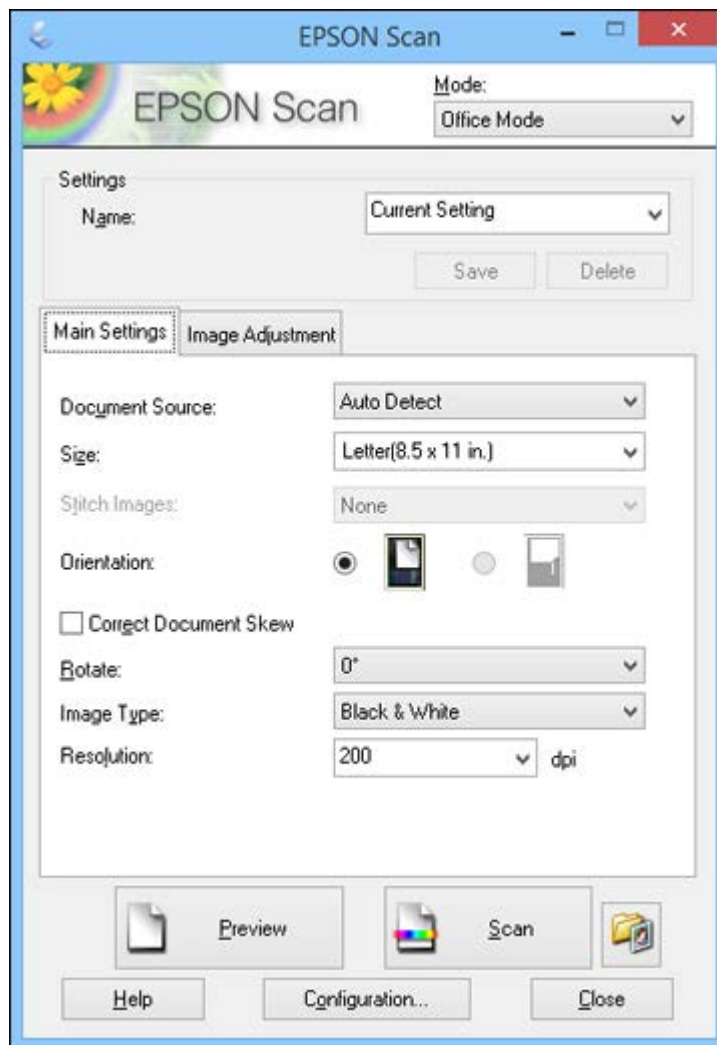 EPSON Scan
EPSON Scan
Mode:
Office Mode
Settings
Name:
Current Setting
Save Delete
Main Settings Image Adjustment
Document Source: Auto Detect
Size: Letter(8.5 x 11 in.)
Stitch Images: None
Orientation:
Correct Document Skew
Rotate: 0°
Image Type: Black & White
Resolution: 200 dpi
Preview Scan
Help Configuration... Close